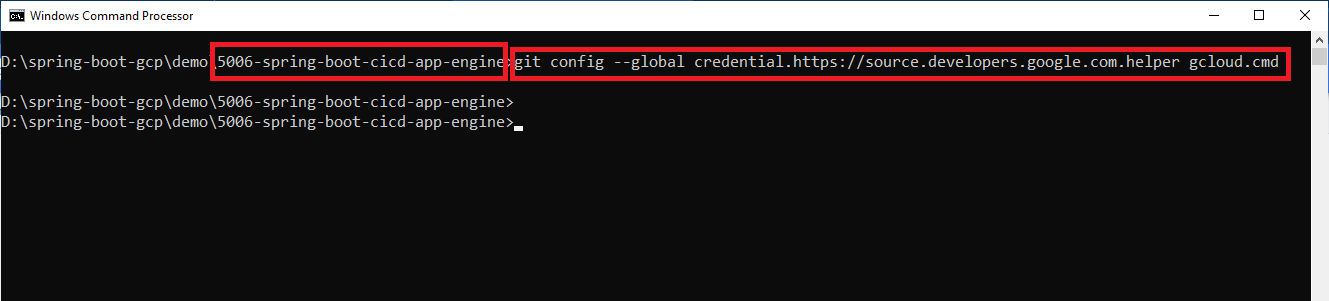 Windows Command Processor
D:\spring-boot-gcp\demo\5006-spring-boot-cicd-app-engine>git config --global credential.https://source.developers.google.com.helper gcloud.cmd
D:\spring-boot-gcp\demo\5006-spring-boot-cicd-app-engine>
D:\spring-boot-gcp\demo\5006-spring-boot-cicd-app-engine>